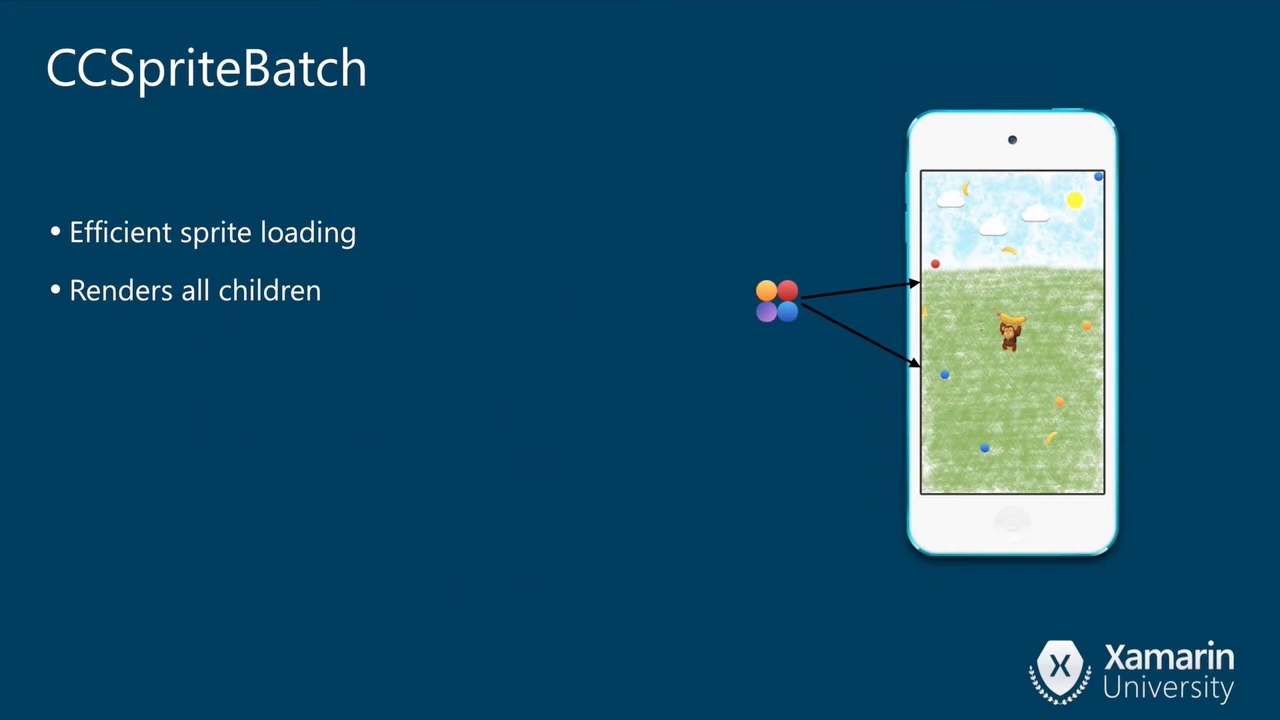 CCSpriteBatch
• Efficient sprite loading
• Renders all children
X
Xamarin
University